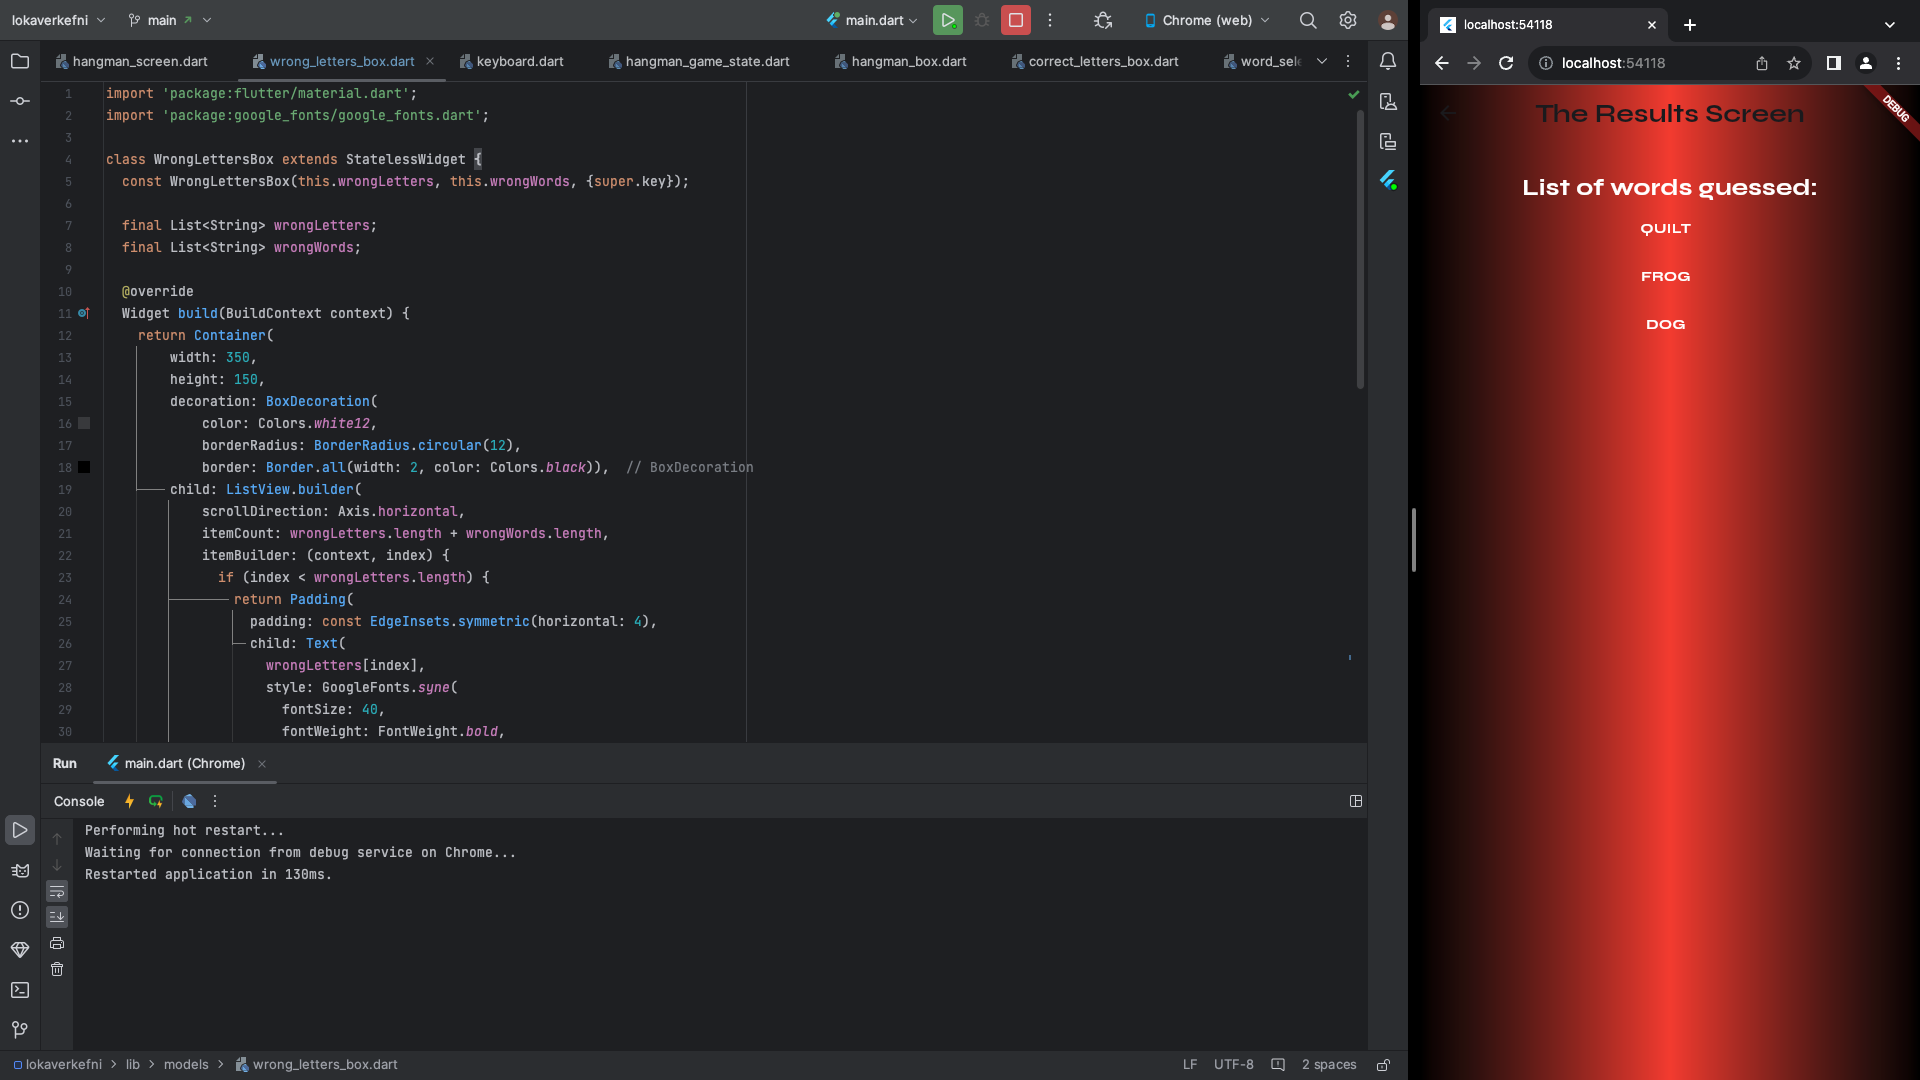 lokaverkefni
main
main.dart
Chrome (web)
hangman_screen.dart
wrong_letters_box.dart
keyboard.dart
hangman_game_state.dart
hangman_box.dart
correct_letters_box.dart
word_sele
1 import 'package:flutter/material.dart';
2 import 'package:google_fonts/google_fonts.dart';
3
4 class WrongLettersBox extends StatelessWidget {
5 const WrongLettersBox(this.wrongLetters, this.wrongWords, {super.key});
6
7 final List<String> wrongLetters;
8 final List<String> wrongWords;
9
10 @override
11 Widget build(BuildContext context) {
12 return Container(
13 width: 350,
14 height: 150,
15 decoration: BoxDecoration(
16 color: Colors.white12,
17 borderRadius: BorderRadius.circular(12),
18 border: Border.all(width: 2, color: Colors.black)), // BoxDecoration
19 child: ListView.builder(
20 scrollDirection: Axis.horizontal,
21 itemCount: wrongLetters.length + wrongWords.length,
22 itemBuilder: (context, index) {
23 if (index < wrongLetters.length) {
24 return Padding(
25 padding: const EdgeInsets.symmetric(horizontal: 4),
26 child: Text(
27 wrongLetters[index],
28 style: GoogleFonts.syne(
29 fontSize: 40,
30 fontWeight: FontWeight.bold,
Run
main.dart (Chrome)
Console
Performing hot restart...
Waiting for connection from debug service on Chrome...
Restarted application in 130ms.
lokaverkefni > lib > models > wrong_letters_box.dart
LF
UTF-8
2 spaces
localhost:54118
localhost:54118
DEBUG
The Results Screen
List of words guessed:
QUILT
FROG
DOG